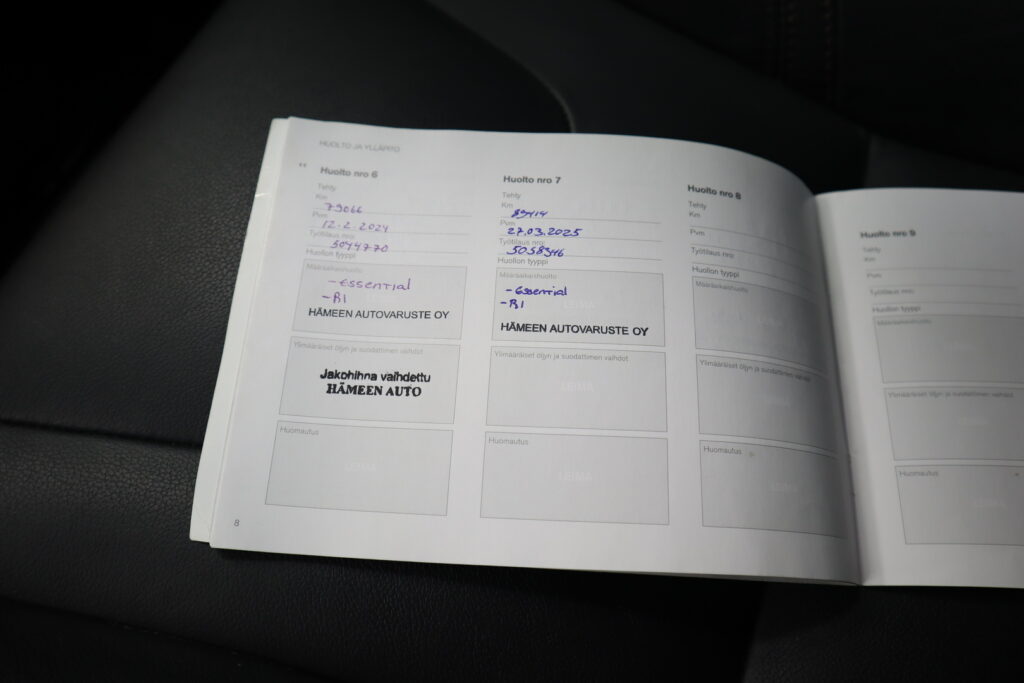 HUOLTO JA YLLÄPITO
Huolto nro 6
Tehty
Km
79066
Pvm
12.2.2024
Työtilaus nro:
5044770
Huollon tyyppi
Määräaikaishuolto
-Essential
-B1
HÄMEEN AUTOVARUSTE OY
Ylimääräiset öljyn ja suodattimen vaihdot
Jakohihna vaihdettu
HÄMEEN AUTO
Huomautus
LEIMA
8
Huolto nro 7
Tehty
Km
89414
Pvm
27.03.2025
Työtilaus nro:
5058346
Huollon tyyppi
Määräaikaishuolto
-Essential
-B1
LEIMA
HÄMEEN AUTOVARUSTE OY
Ylimääräiset öljyn ja suodattimen vaihdot
LEIMA
Huomautus
LEIMA
Huolto nro 8
Tehty
Km
Pvm
Työtilaus nro:
Huollon tyyppi
Määräaikaishuolto
LEIMA
Ylimääräiset öljyn ja suodattimen vaihdot
LEIMA
Huomautus
LEIMA
Huolto nro 9
Tehty
Km
Pvm
Työtilaus nro:
Huollon tyyppi
Määräaikaishuolto
Ylimääräiset öljyn ja suodattimen
LEIMA
Huomautus
LEIMA